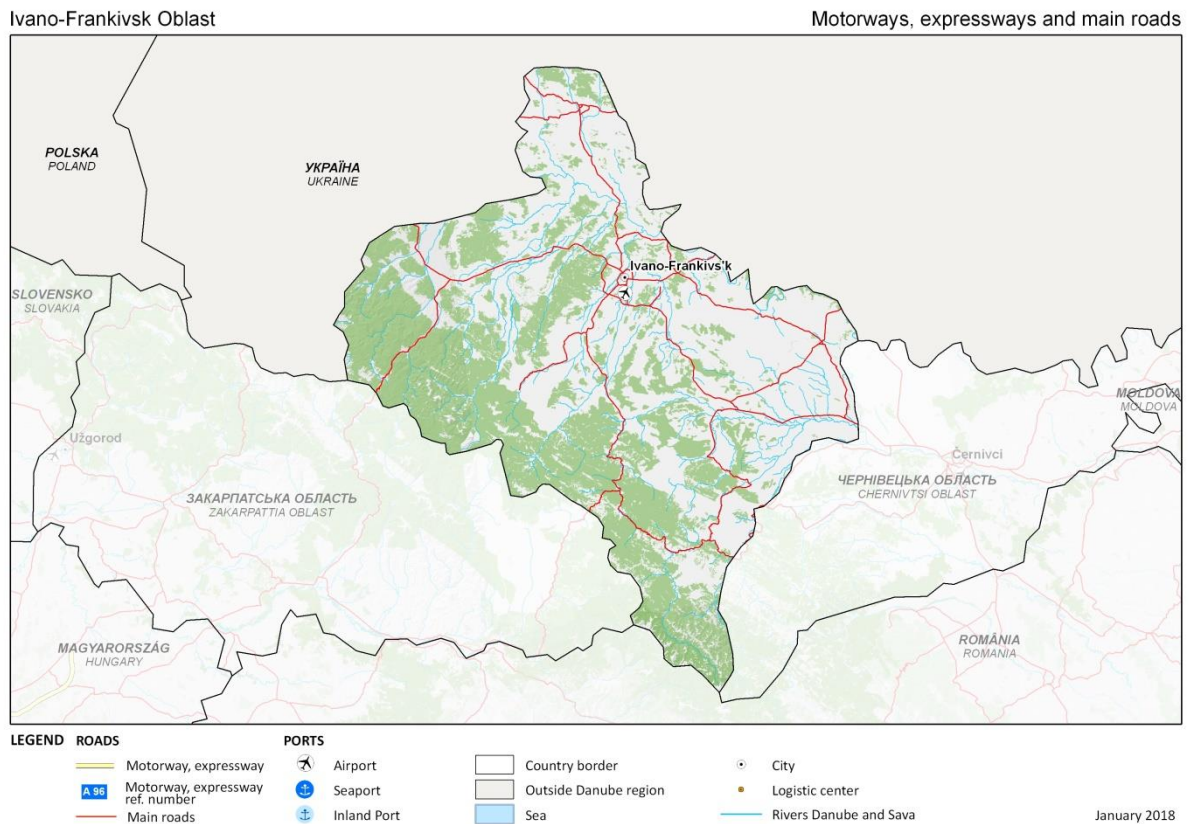 Ivano-Frankivsk Oblast
Motorways, expressways and main roads
POLSKA
POLAND
УКРАЇНА
UKRAINE
Ivano-Frankivs'k
SLOVENSKO
SLOVAKIA
MOLDOVA
MOLDOVA
Užgorod
Černivci
ЗАКАРПАТСЬКА ОБЛАСТЬ
ZAKARPATTIA OBLAST
ЧЕРНІВЕЦЬКА ОБЛАСТЬ
CHERNIVTSI OBLAST
MAGYARORSZÁG
HUNGARY
ROMÂNIA
ROMANIA
LEGEND
ROADS
Motorway, expressway
A 96
Motorway, expressway
ref. number
Main roads
PORTS
Airport
Seaport
Inland Port
Country border
Outside Danube region
Sea
City
Logistic center
Rivers Danube and Sava
January 2018